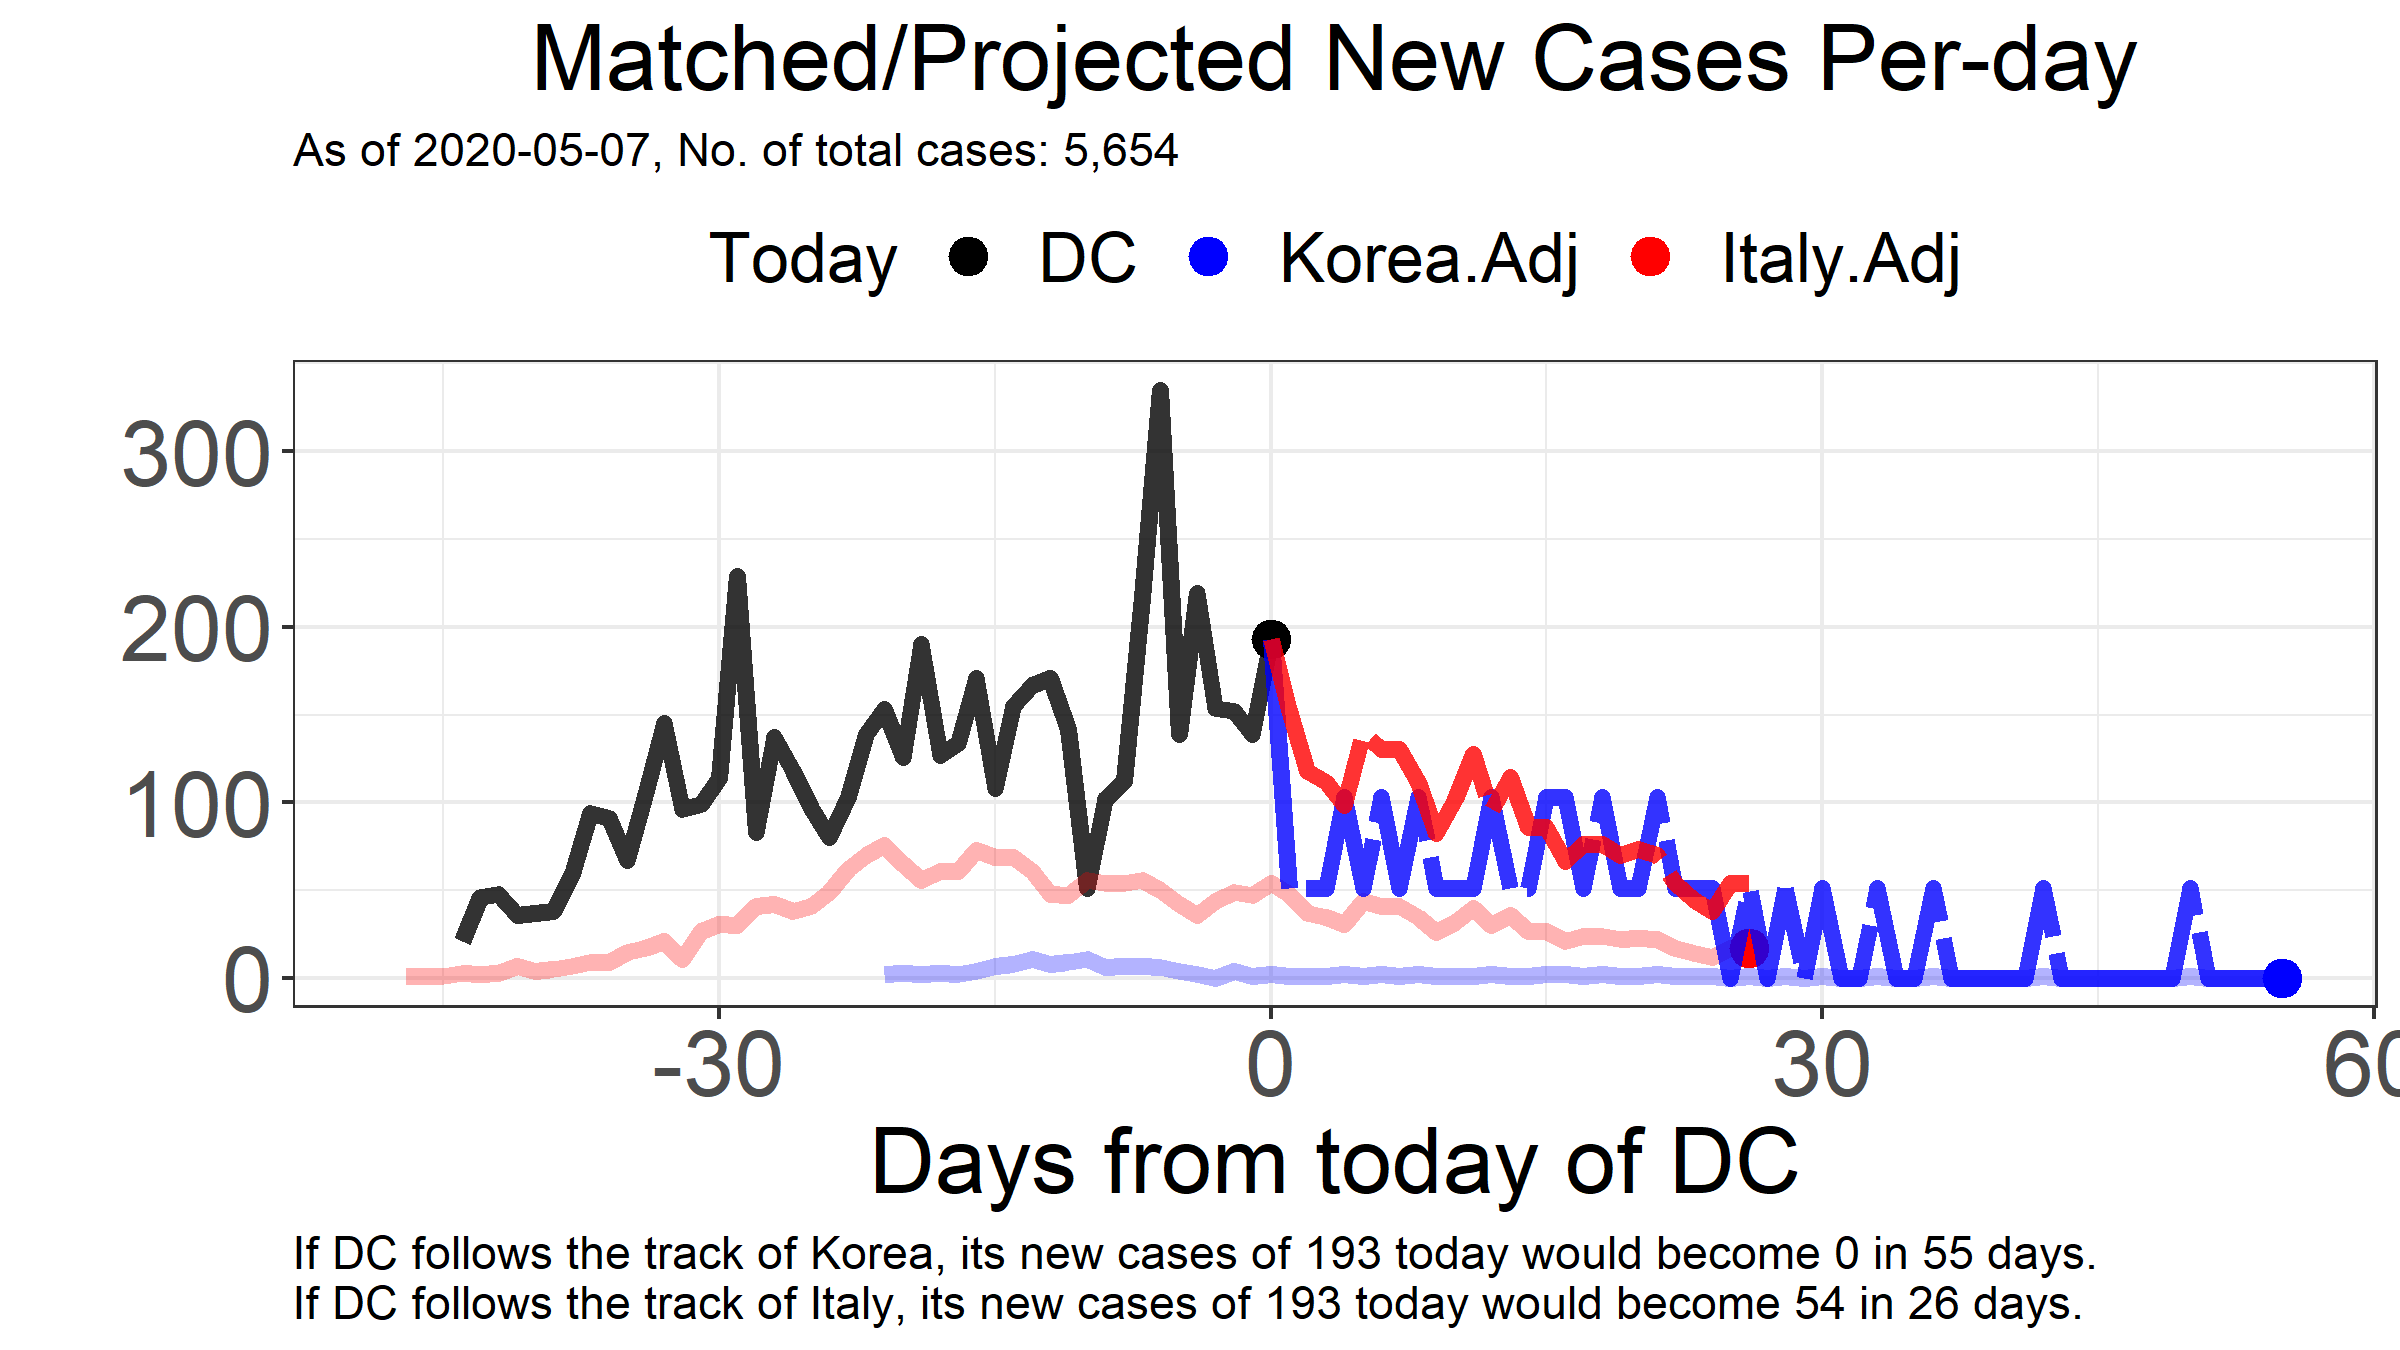 Matched/Projected New Cases Per-day
As of 2020-05-07, No. of total cases: 5,654
Today DC Korea.Adj Italy.Adj
300
200
100
0
-30 0 30 60
Days from today of DC
If DC follows the track of Korea, its new cases of 193 today would become 0 in 55 days.
If DC follows the track of Italy, its new cases of 193 today would become 54 in 26 days.